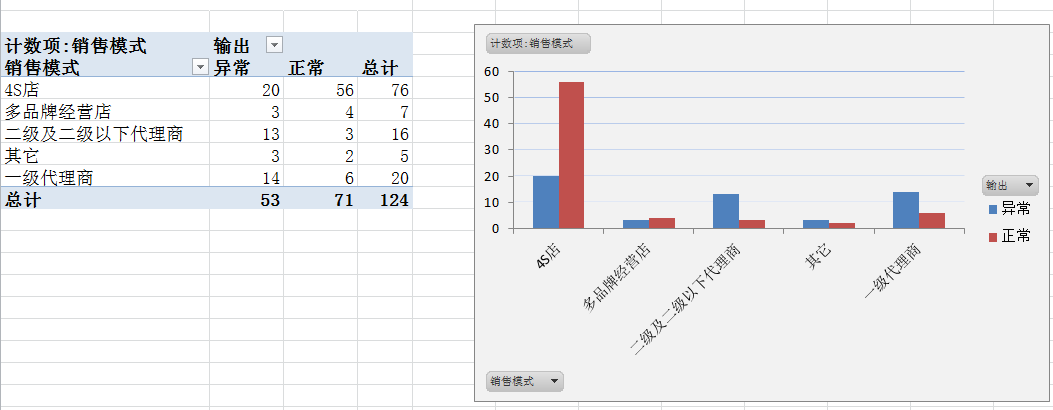 计数项:销售模式 输出
销售模式 异常 正常 总计
4S店 20 56 76
多品牌经营店 3 4 7
二级及二级以下代理商 13 3 16
其它 3 2 5
一级代理商 14 6 20
总计 53 71 124
计数项:销售模式
60
50
40
30
20
10
0
4S店
多品牌经营店
二级及二级以下代理商
其它
一级代理商
输出
异常
正常
销售模式